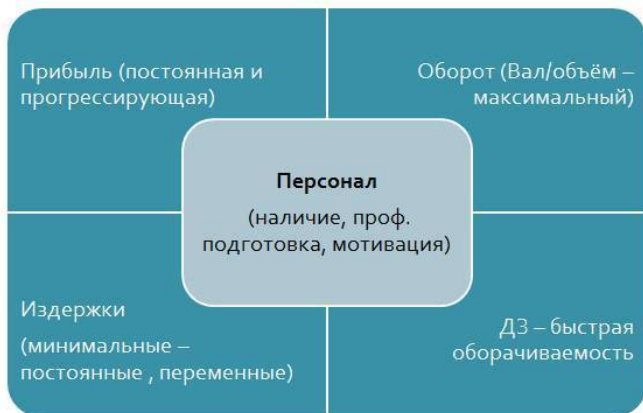 Прибыль (постоянная и
прогрессирующая)
Оборот (Вал/объём –
максимальный)
Персонал
(наличие, проф.
подготовка, мотивация)
Издержки
(минимальные –
постоянные , переменные)
ДЗ – быстрая
оборачиваемость